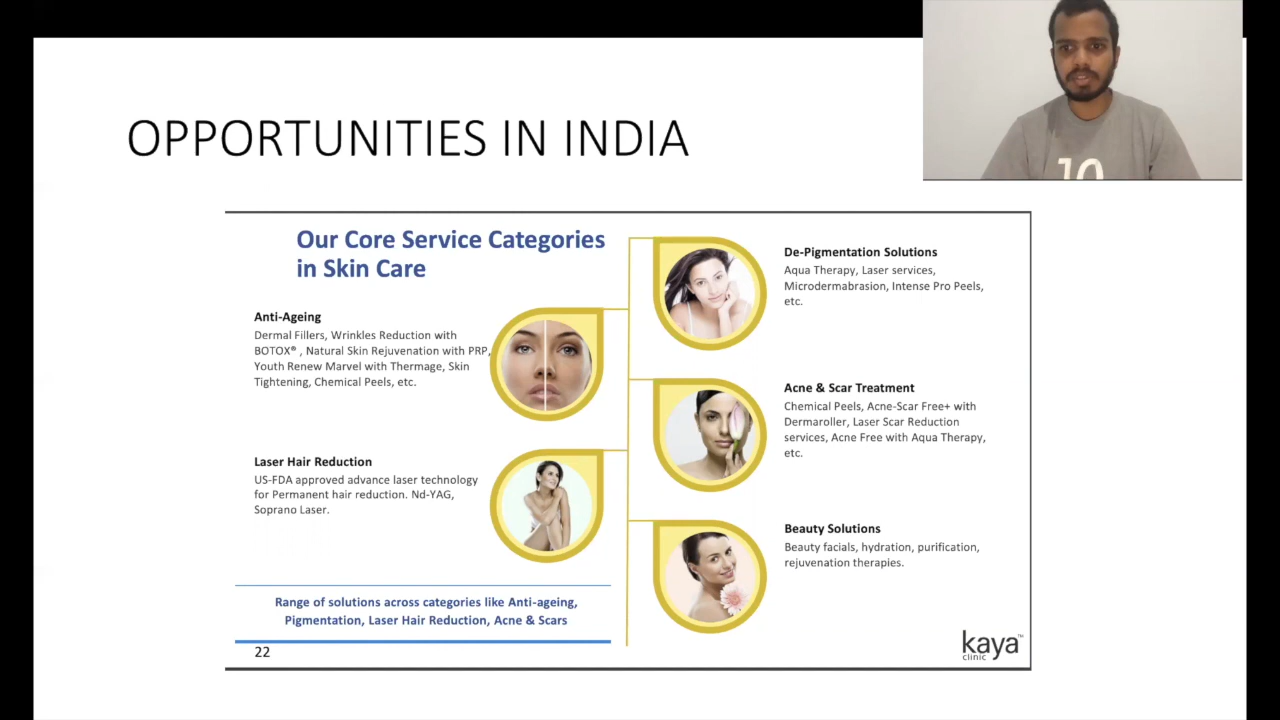 OPPORTUNITIES IN INDIA
10
Our Core Service Categories
in Skin Care
Anti-Ageing
Dermal Fillers, Wrinkles Reduction with
BOTOX® , Natural Skin Rejuvenation with PRP,
Youth Renew Marvel with Thermage, Skin
Tightening, Chemical Peels, etc.
Laser Hair Reduction
US-FDA approved advance laser technology
for Permanent hair reduction. Nd-YAG,
Soprano Laser.
Range of solutions across categories like Anti-ageing,
Pigmentation, Laser Hair Reduction, Acne & Scars
22
De-Pigmentation Solutions
Aqua Therapy, Laser services,
Microdermabrasion, Intense Pro Peels,
etc.
Acne & Scar Treatment
Chemical Peels, Acne-Scar Free+ with
Dermaroller, Laser Scar Reduction
services, Acne Free with Aqua Therapy,
etc.
Beauty Solutions
Beauty facials, hydration, purification,
rejuvenation therapies.
kaya™
clinic